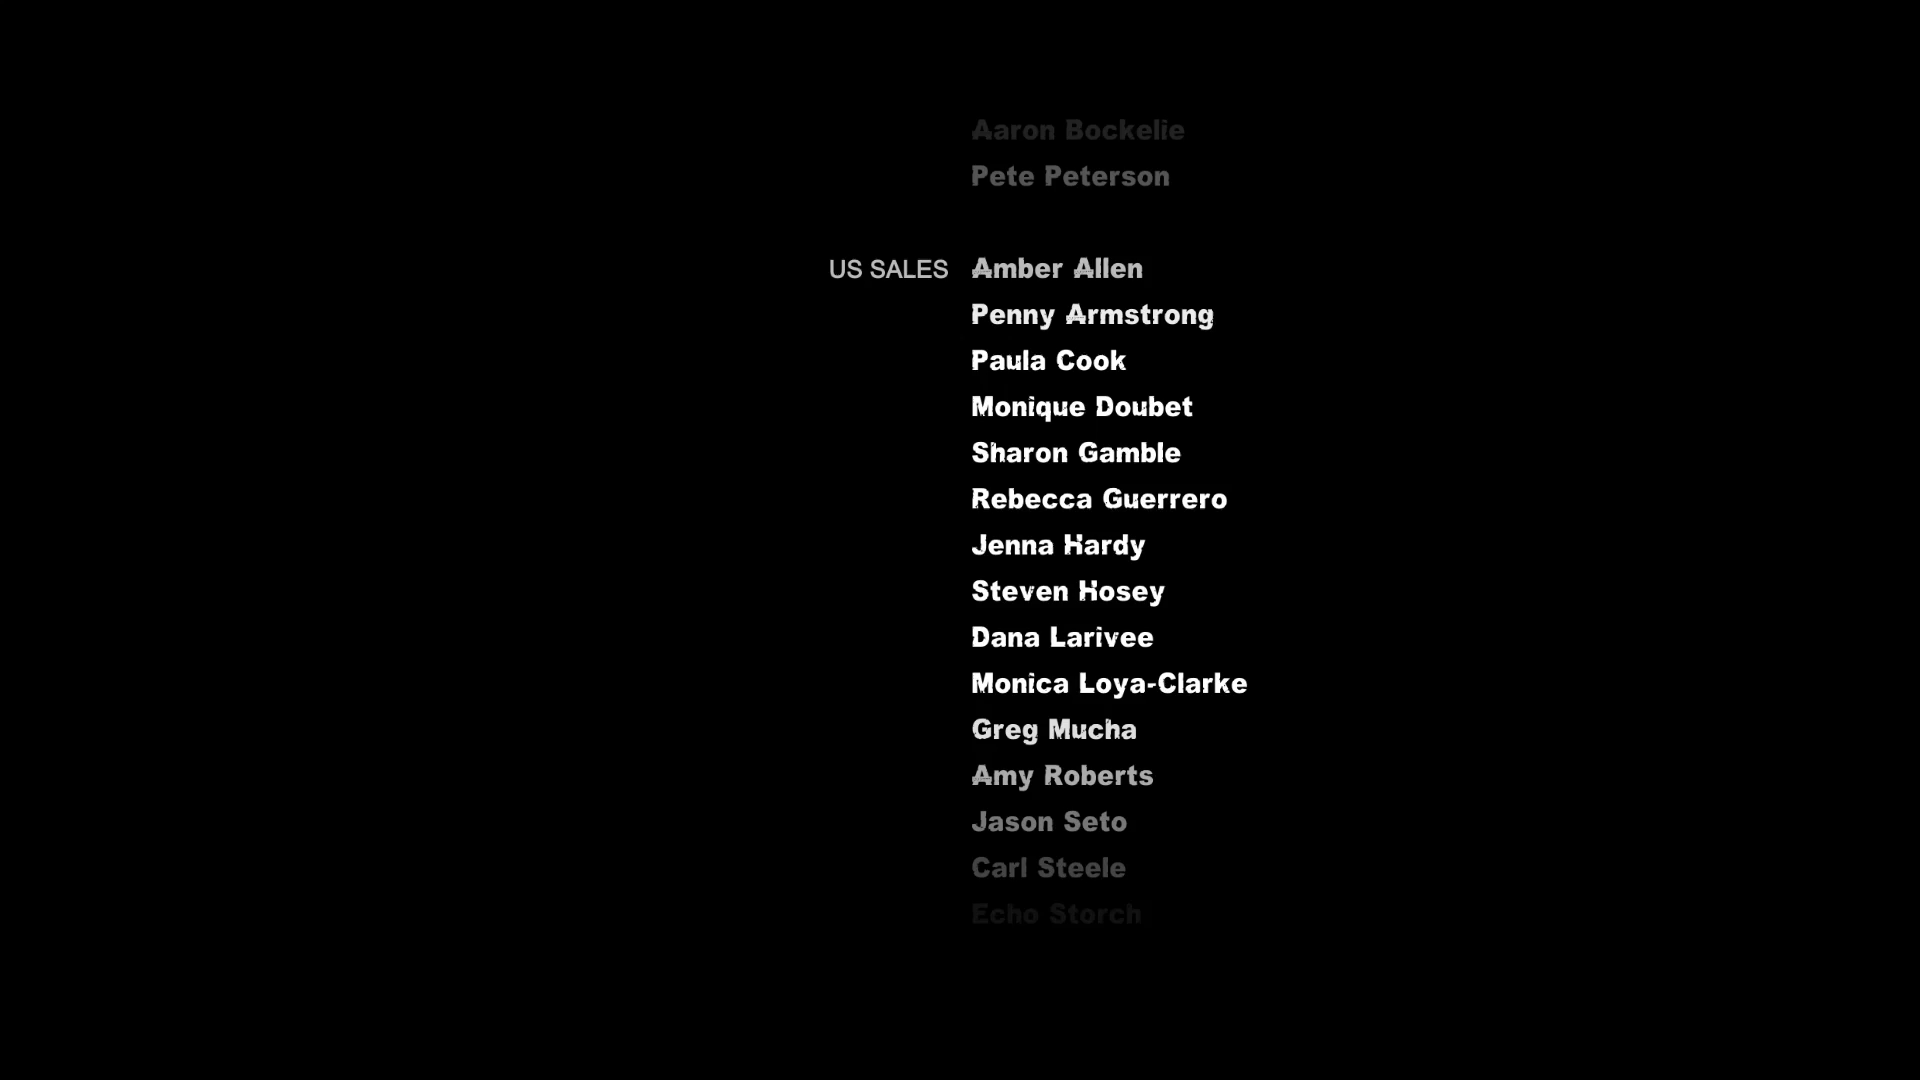 Aaron Bockelie
Pete Peterson
US SALES Amber Allen
Penny Armstrong
Paula Cook
Monique Doubet
Sharon Gamble
Rebecca Guerrero
Jenna Hardy
Steven Hosey
Dana Larivee
Monica Loya-Clarke
Greg Mucha
Amy Roberts
Jason Seto
Carl Steele
Echo Storch